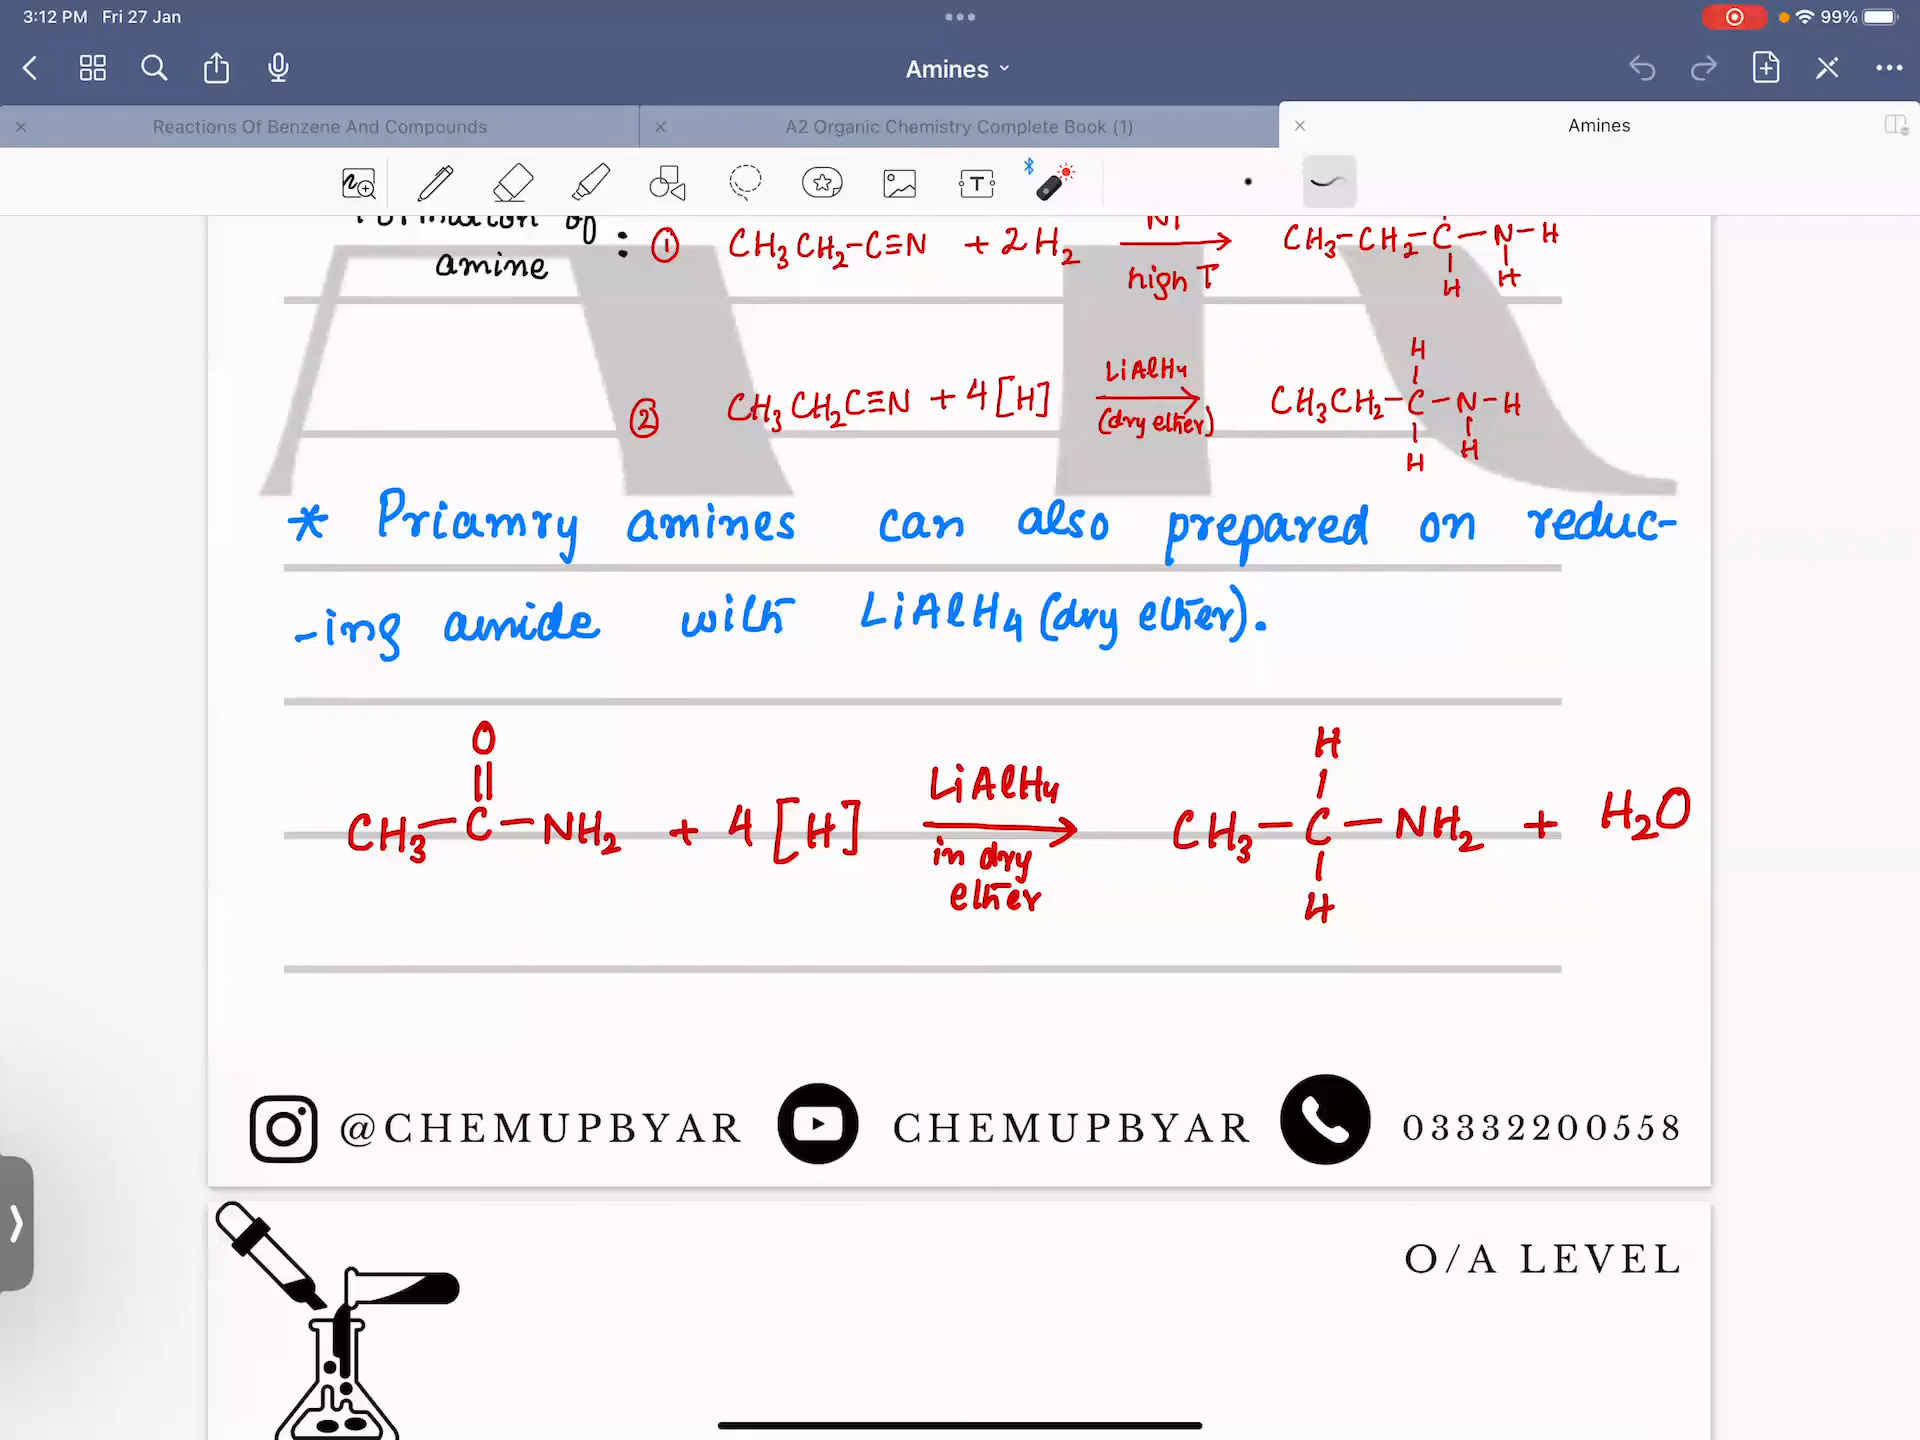 3:12 PM Fri 27 Jan
99%
Amines
Reactions Of Benzene And Compounds
A2 Organic Chemistry Complete Book (1)
Amines
T
Formation of
amine : ① CH₃CH₂-C≡N + 2H₂ Ni high T CH₃-CH₂-C-N-H
H H
H
② CH₃CH₂C≡N + 4[H] LiAlH₄ (dry ether) CH₃CH₂-C-N-H
H H
* Priamry amines can also prepared on reduc-
-ing amide with LiAlH₄ (dry ether).
O H
CH₃-C-NH₂ + 4[H] LiAlH₄ in dry ether CH₃-C-NH₂ + H₂O
H
@CHEMUPBYAR CHEMUPBYAR 03332200558
O/A LEVEL